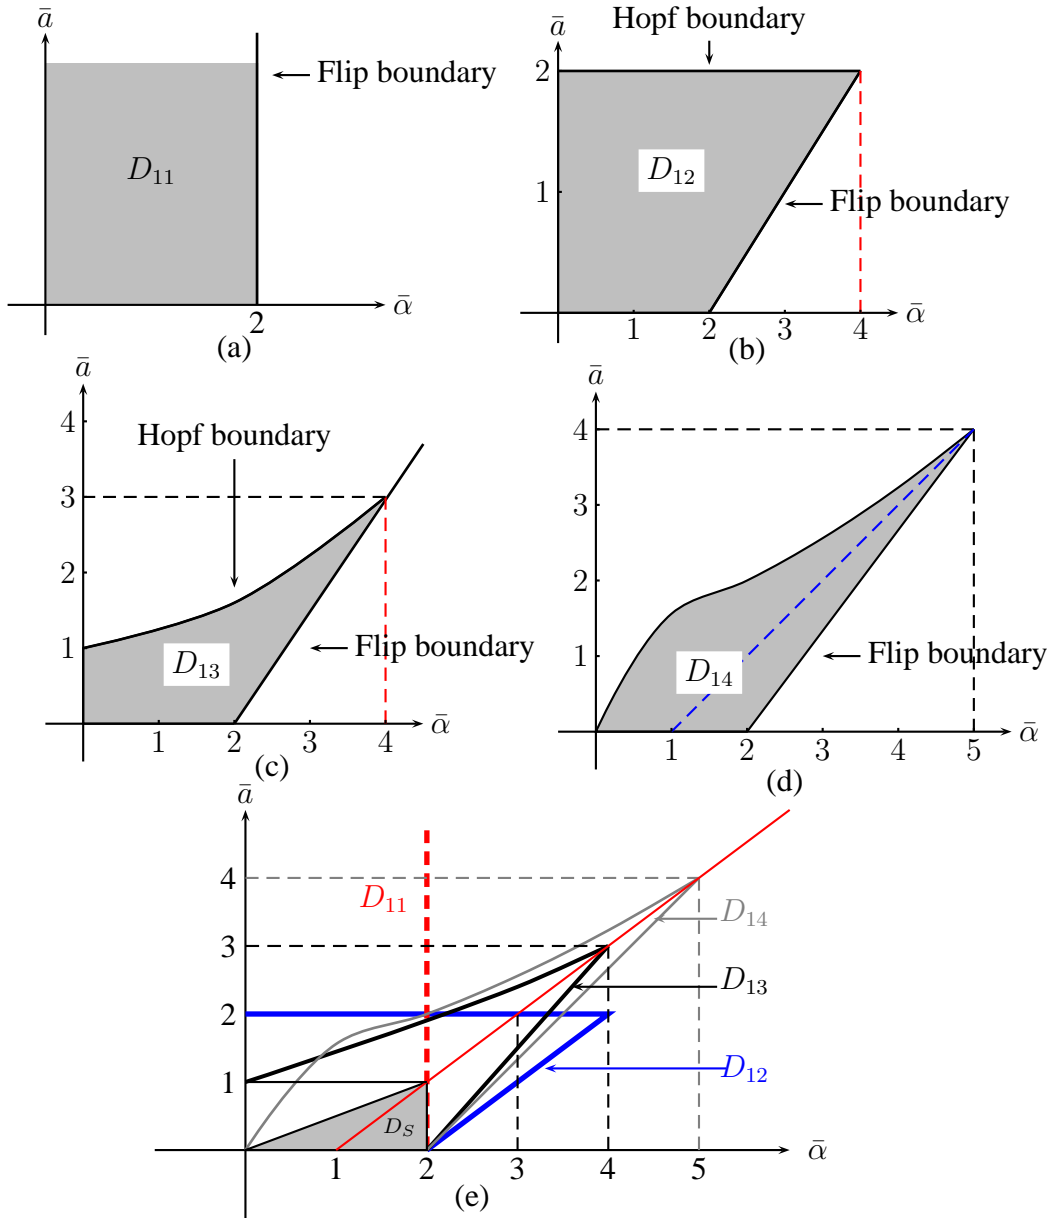 ā
Flip boundary
D₁₁
2
ᾱ
(a)
ā
Hopf boundary
2
D₁₂
1
Flip boundary
1 2 3 4
ᾱ
(b)
ā
4
Hopf boundary
3
2
1
D₁₃
Flip boundary
1 2 3 4
ᾱ
(c)
ā
4
3
2
1
D₁₄
Flip boundary
1 2 3 4 5
ᾱ
(d)
ā
4
D₁₁
D₁₄
3
D₁₃
2
D₁₂
1
D_S
1 2 3 4 5
ᾱ
(e)